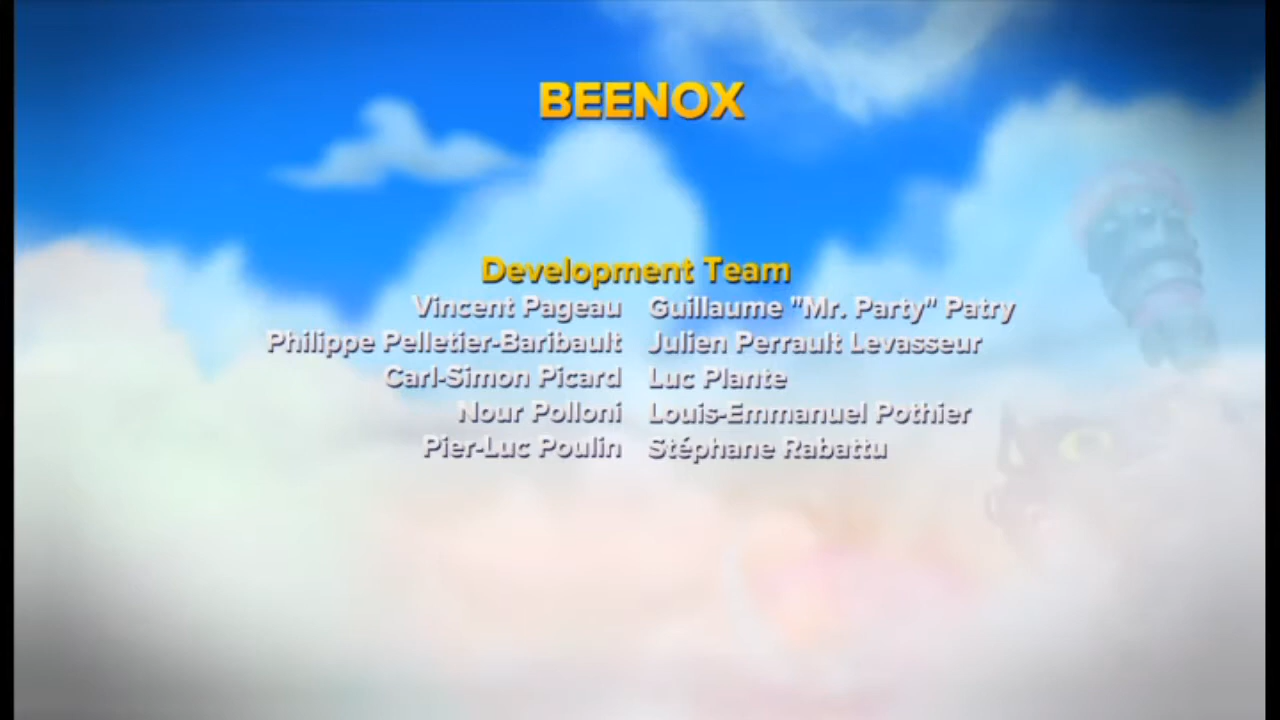 BEENOX
Development Team
Vincent Pageau Guillaume "Mr. Party" Patry
Philippe Pelletier-Baribault Julien Perrault Levasseur
Carl-Simon Picard Luc Plante
Nour Polloni Louis-Emmanuel Pothier
Pier-Luc Poulin Stéphane Rabattu